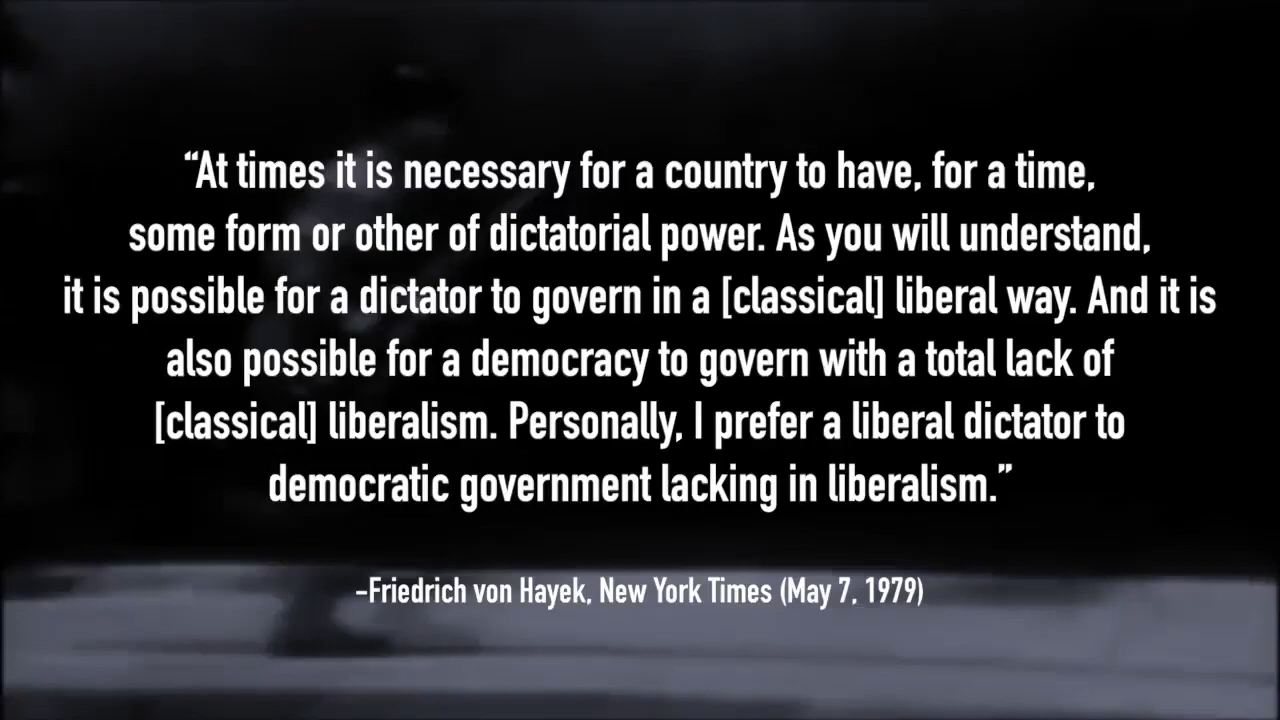 “At times it is necessary for a country to have, for a time,
some form or other of dictatorial power. As you will understand,
it is possible for a dictator to govern in a [classical] liberal way. And it is
also possible for a democracy to govern with a total lack of
[classical] liberalism. Personally, I prefer a liberal dictator to
democratic government lacking in liberalism.”
–Friedrich von Hayek, New York Times (May 7, 1979)